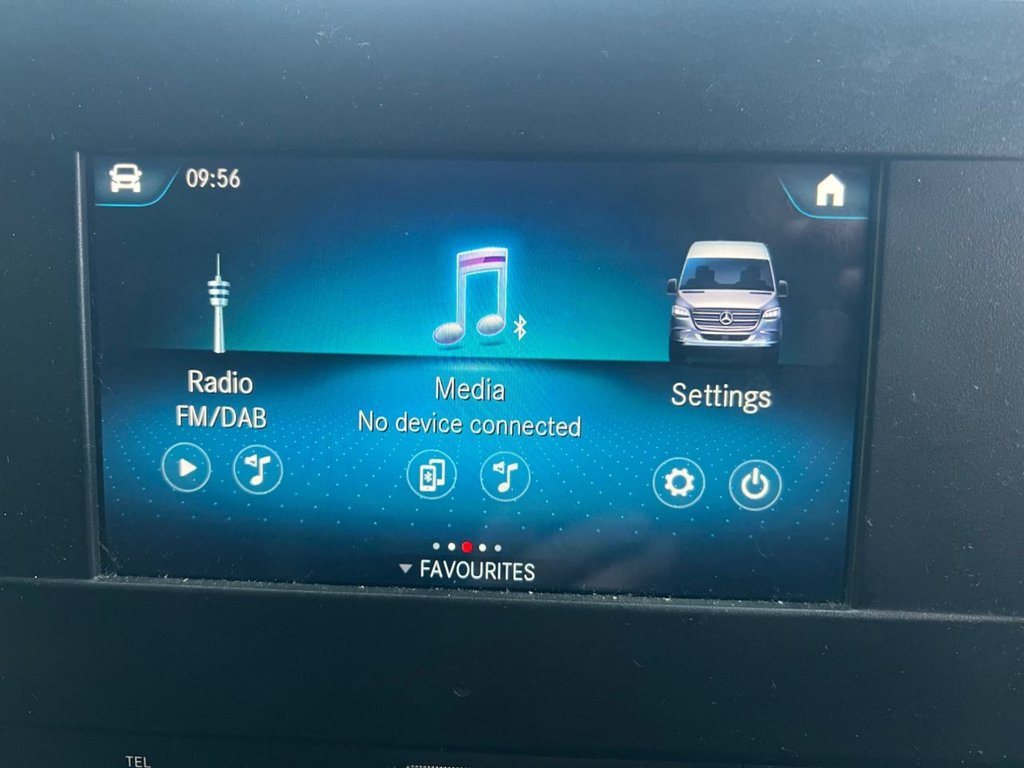 09:56
Radio
FM/DAB
Media
No device connected
Settings
FAVOURITES
TEL